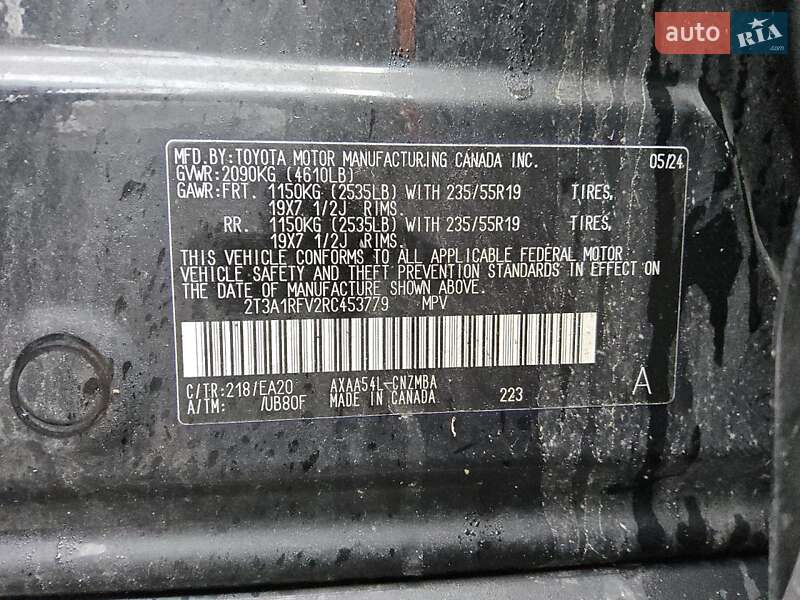 auto RIA
.com
MFD.BY:TOYOTA MOTOR MANUFACTURING CANADA INC. 05/24
GVWR:2090KG (4610LB)
GAWR:FRT. 1150KG (2535LB) WITH 235/55R19 TIRES,
19X7 1/2J RIMS.
RR. 1150KG (2535LB) WITH 235/55R19 TIRES,
19X7 1/2J RIMS.
THIS VEHICLE CONFORMS TO ALL APPLICABLE FEDERAL MOTOR
VEHICLE SAFETY AND THEFT PREVENTION STANDARDS IN EFFECT ON
THE DATE OF MANUFACTURE SHOWN ABOVE.
2T3A1RFV2RC453779 MPV
C/TR:218/EA20 AXAA54L-CNZMBA A
A/TM: /UB80F MADE IN CANADA 223